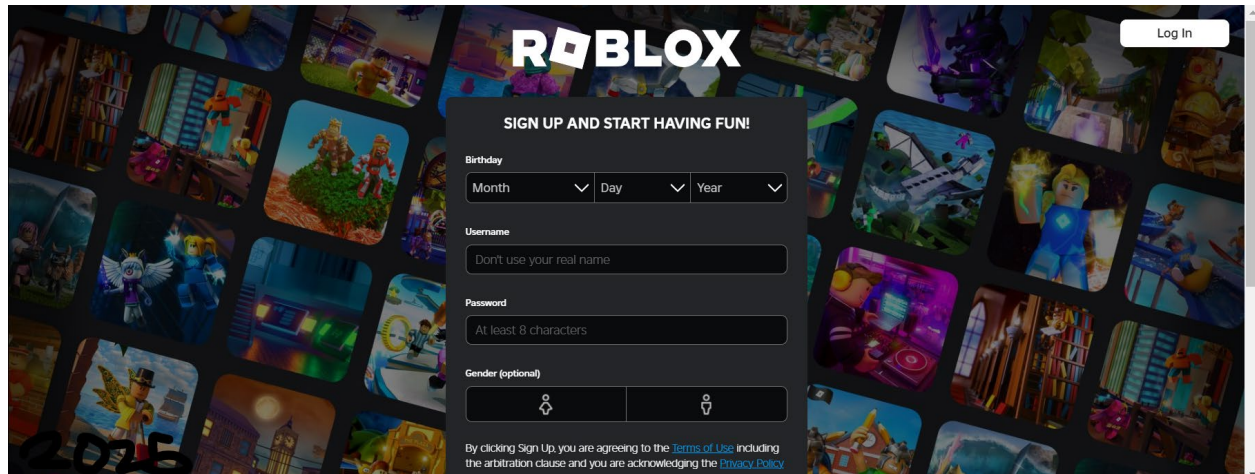 ROBLOX
Log In
SIGN UP AND START HAVING FUN!
Birthday
Month Day Year
Username
Don't use your real name
Password
At least 8 characters
Gender (optional)
By clicking Sign Up, you are agreeing to the Terms of Use including
the arbitration clause and you are acknowledging the Privacy Policy
2025